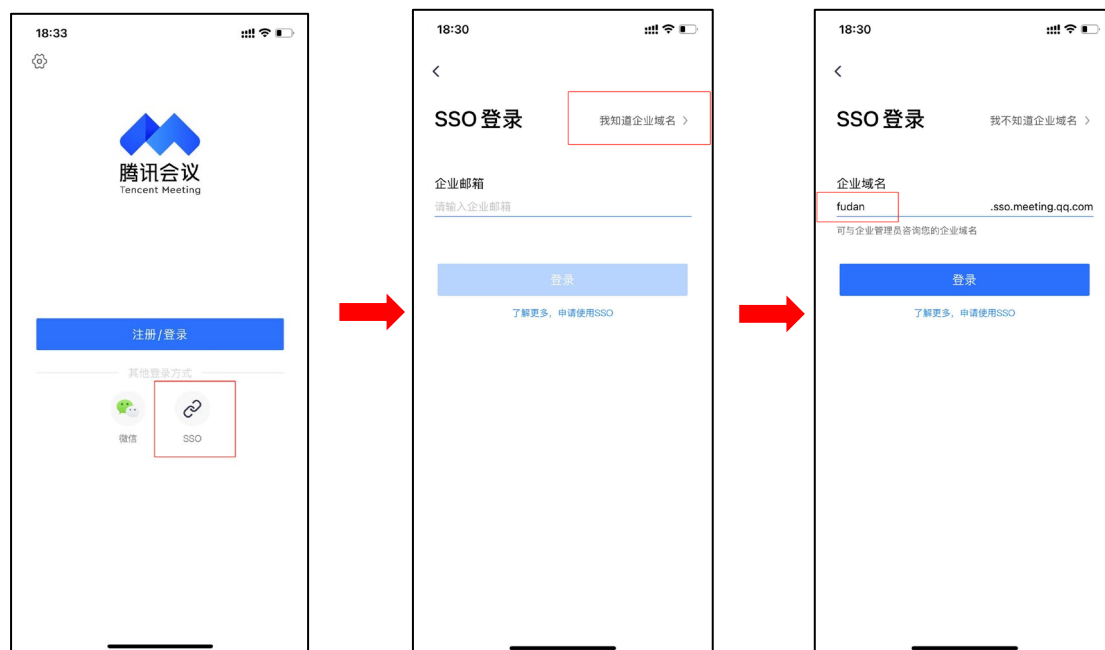 18:33
腾讯会议
Tencent Meeting
注册/登录
其他登录方式
微信
SSO
18:30
SSO 登录
我知道企业域名
企业邮箱
请输入企业邮箱
登录
了解更多，申请使用SSO
18:30
SSO 登录
我不知道企业域名
企业域名
fudan
.sso.meeting.qq.com
可与企业管理员咨询您的企业域名
登录
了解更多，申请使用SSO